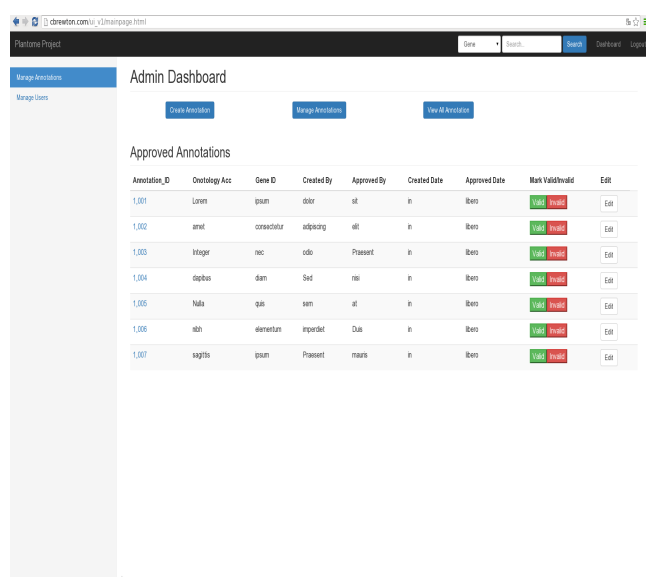 cbrewton.com/ui_v1/mainpage.html
Plantome Project Gene Search... Search Dashboard Logout
Manage Annotations
Manage Users
Admin Dashboard
Create Annotation Manage Annotations View All Annotation
Approved Annotations
Annotation_ID Onotology Acc Gene ID Created By Approved By Created Date Approved Date Mark Valid/Invalid Edit
1,001 Lorem ipsum dolor sit in libero Valid Invalid Edit
1,002 amet consectetur adipiscing elit in libero Valid Invalid Edit
1,003 Integer nec odio Praesent in libero Valid Invalid Edit
1,004 dapibus diam Sed nisi in libero Valid Invalid Edit
1,005 Nulla quis sem at in libero Valid Invalid Edit
1,006 nibh elementum imperdiet Duis in libero Valid Invalid Edit
1,007 sagittis ipsum Praesent mauris in libero Valid Invalid Edit